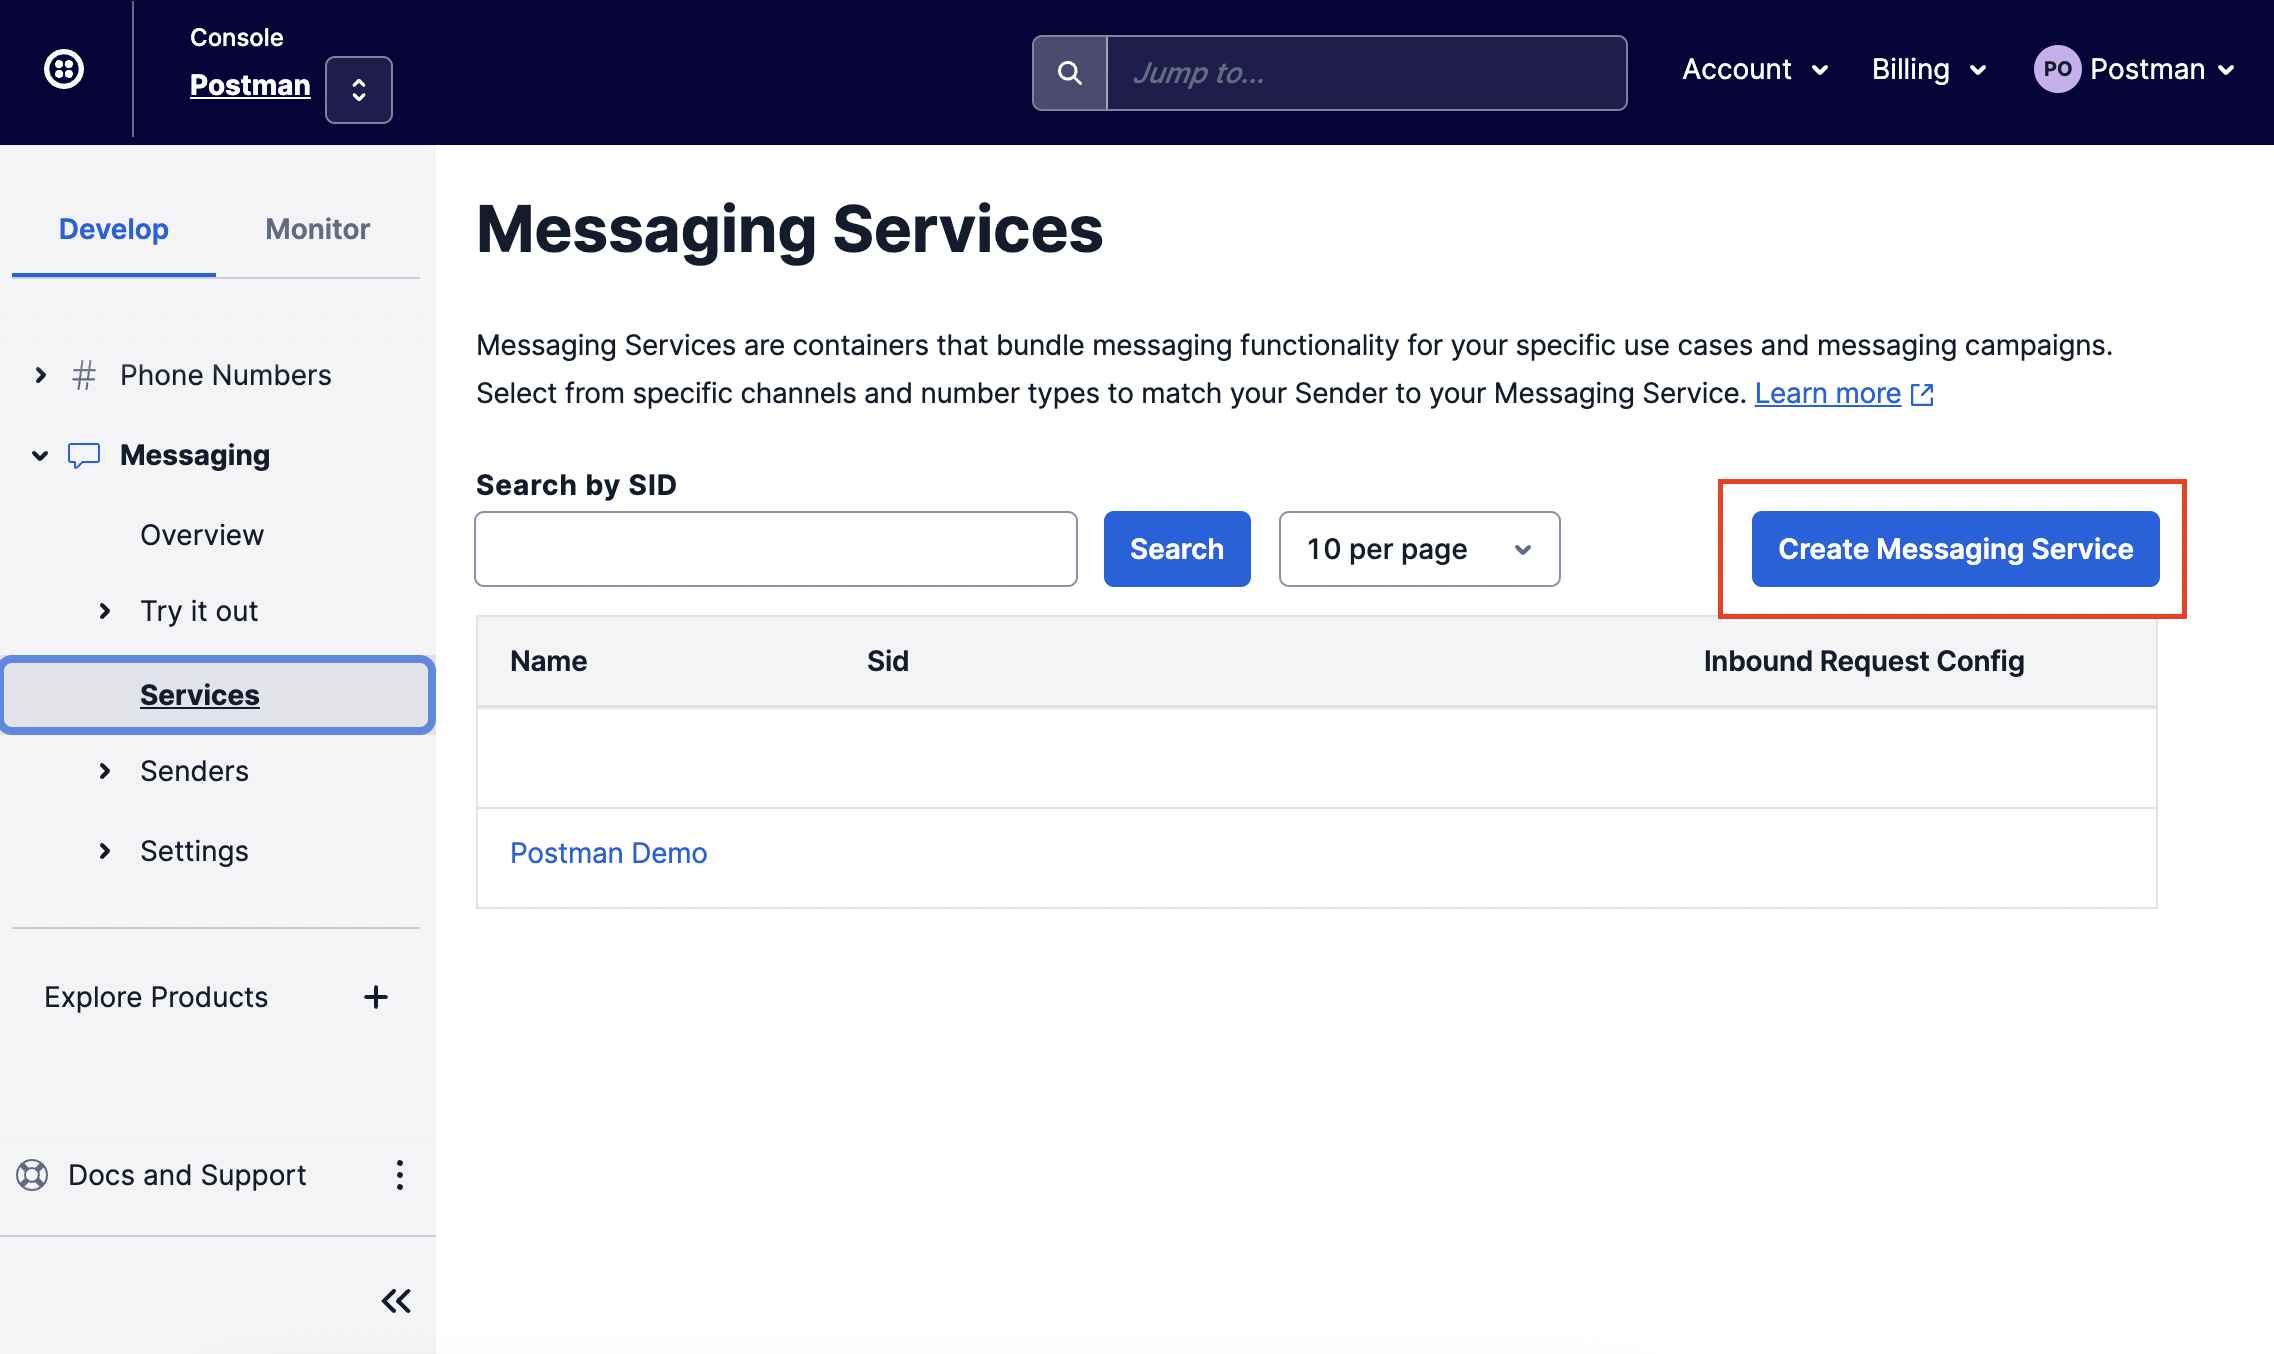 Console
Postman
Jump to...
Account
Billing
PO
Postman
Develop
Monitor
Phone Numbers
Messaging
Overview
Try it out
Services
Senders
Settings
Explore Products
Docs and Support
Messaging Services
Messaging Services are containers that bundle messaging functionality for your specific use cases and messaging campaigns.
Select from specific channels and number types to match your Sender to your Messaging Service. Learn more
Search by SID
Search
10 per page
Create Messaging Service
Name
Sid
Inbound Request Config
Postman Demo